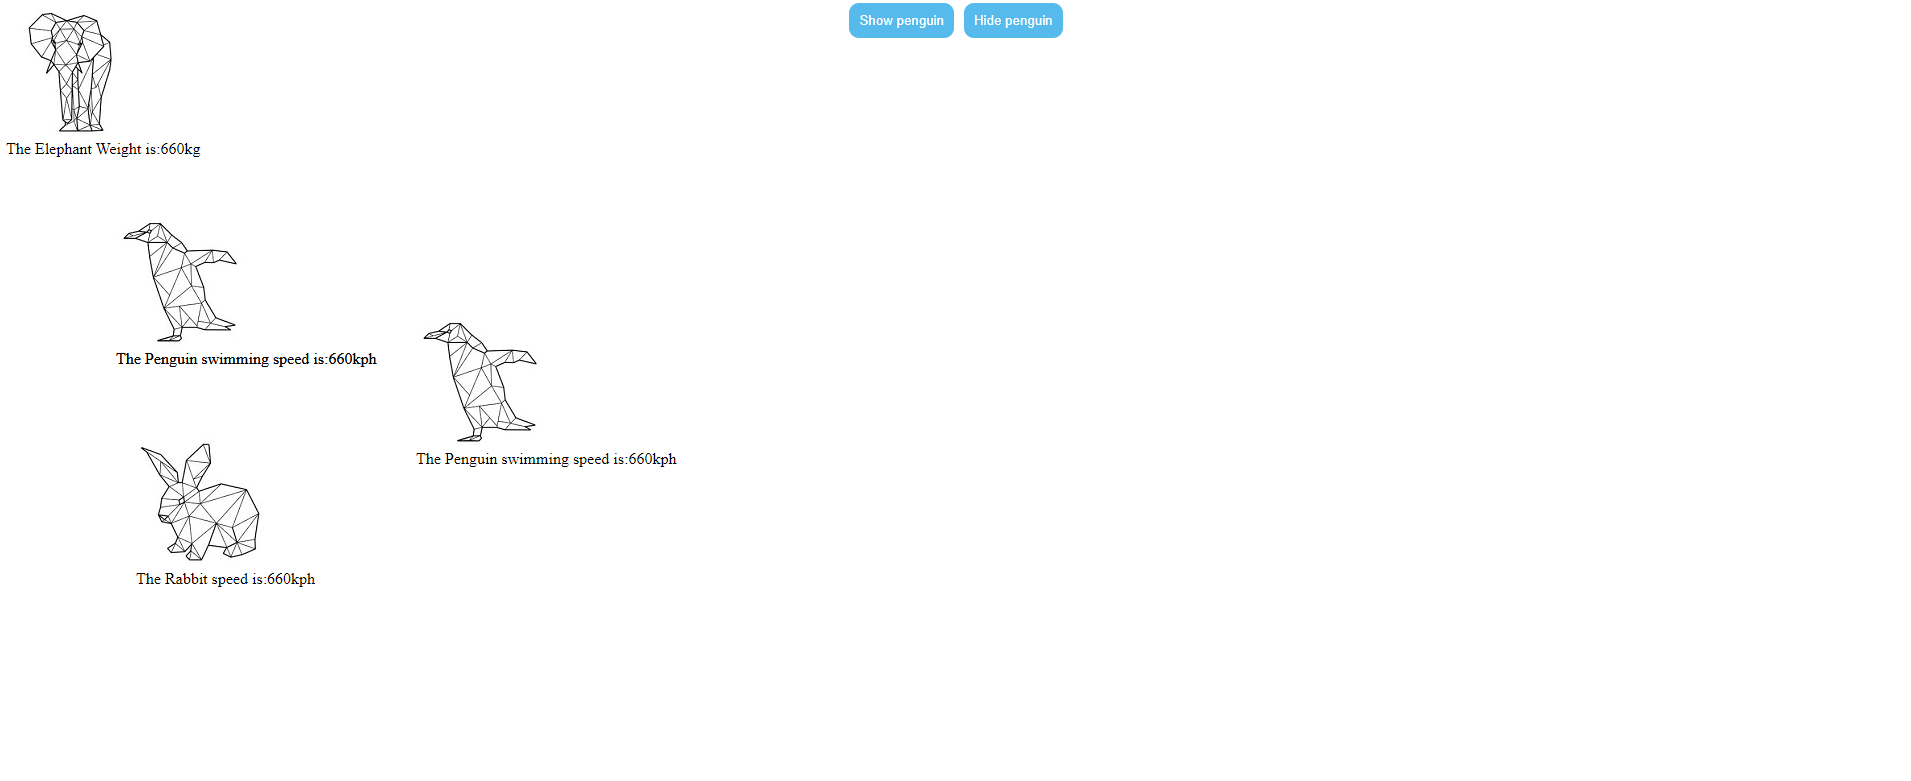 Show penguin
Hide penguin
The Elephant Weight is:660kg
The Penguin swimming speed is:660kph
The Penguin swimming speed is:660kph
The Rabbit speed is:660kph